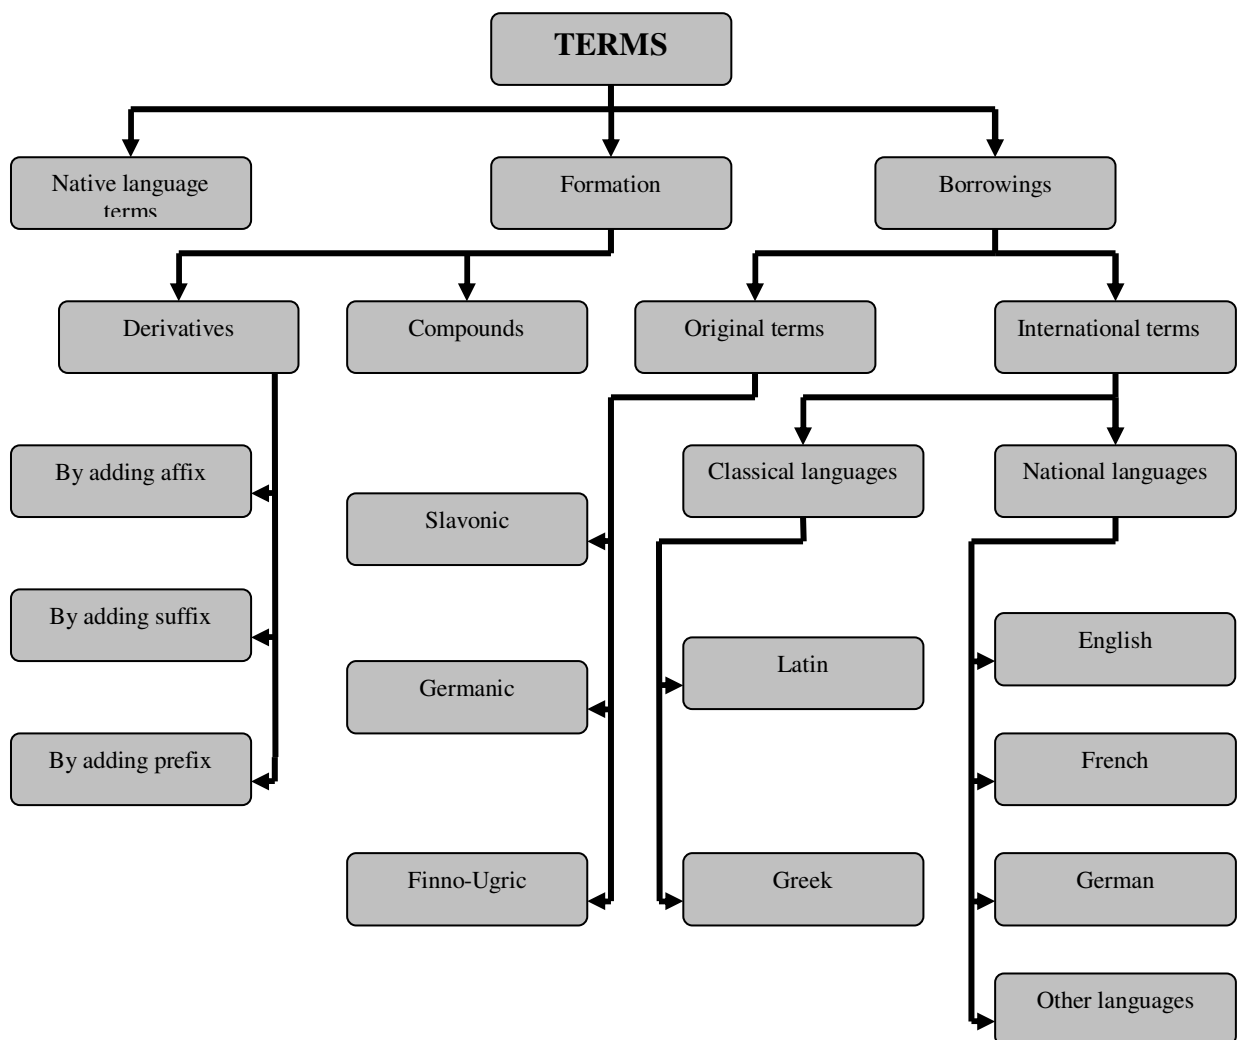 TERMS
Native language
terms
Formation
Borrowings
Derivatives
Compounds
Original terms
International terms
By adding affix
Classical languages
National languages
Slavonic
By adding suffix
English
Latin
Germanic
By adding prefix
French
Finno-Ugric
Greek
German
Other languages